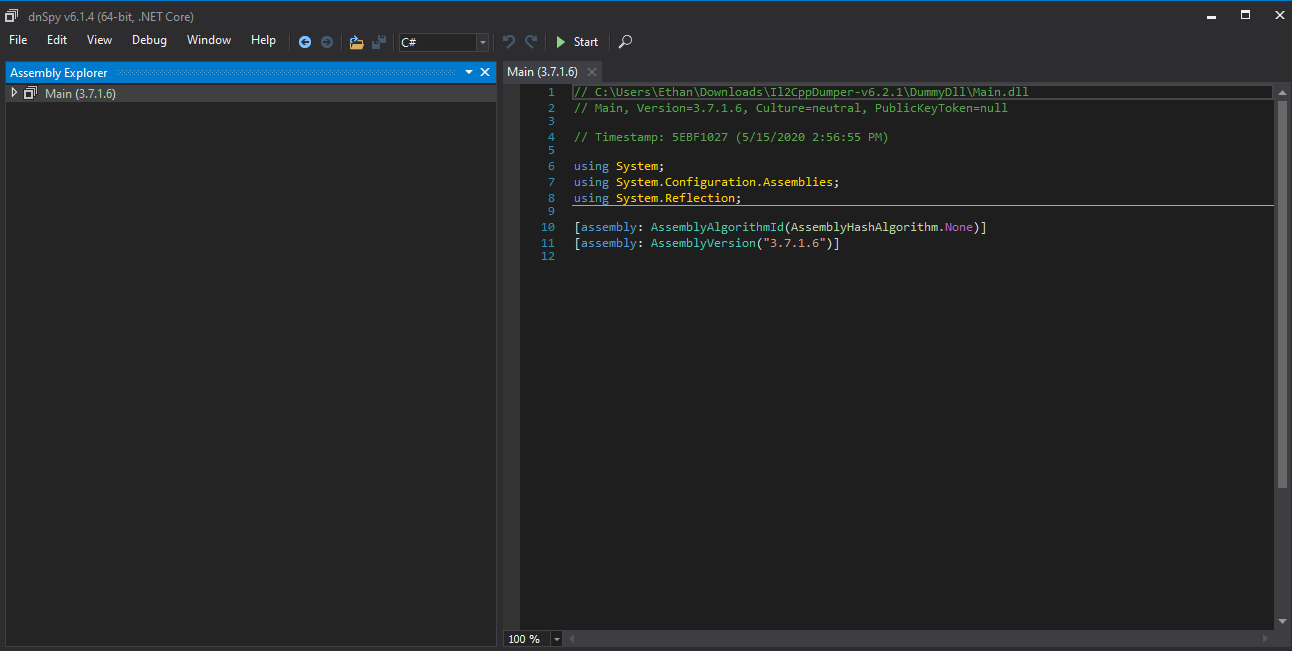 dnSpy v6.1.4 (64-bit, .NET Core)
File Edit View Debug Window Help C# Start
Assembly Explorer
Main (3.7.1.6)
Main (3.7.1.6)
1 // C:\Users\Ethan\Downloads\Il2CppDumper-v6.2.1\DummyDll\Main.dll
2 // Main, Version=3.7.1.6, Culture=neutral, PublicKeyToken=null
3
4 // Timestamp: 5EBF1027 (5/15/2020 2:56:55 PM)
5
6 using System;
7 using System.Configuration.Assemblies;
8 using System.Reflection;
9
10 [assembly: AssemblyAlgorithmId(AssemblyHashAlgorithm.None)]
11 [assembly: AssemblyVersion("3.7.1.6")]
12
100 %